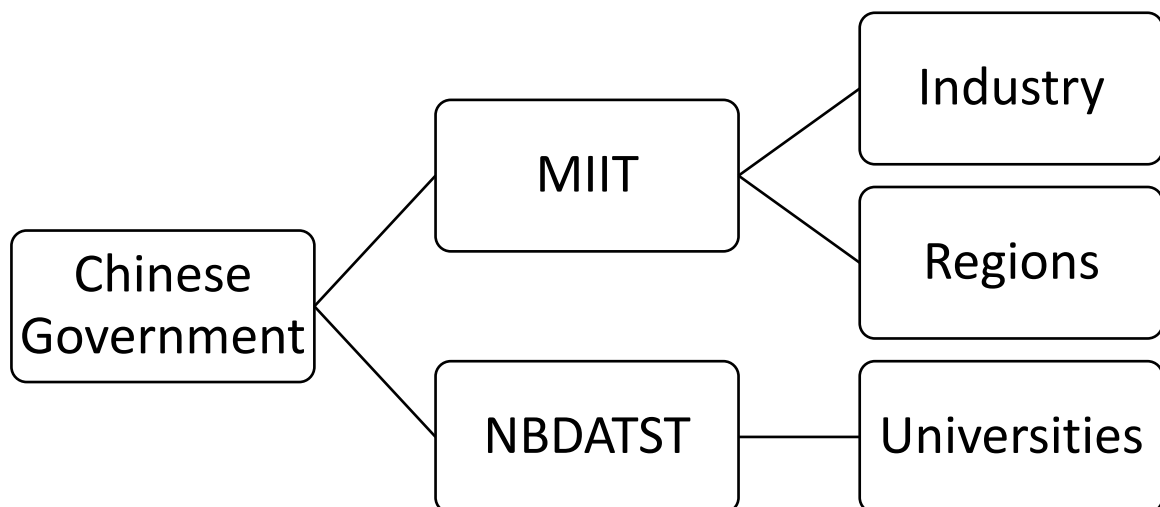 Chinese
Government
MIIT
NBDATST
Industry
Regions
Universities